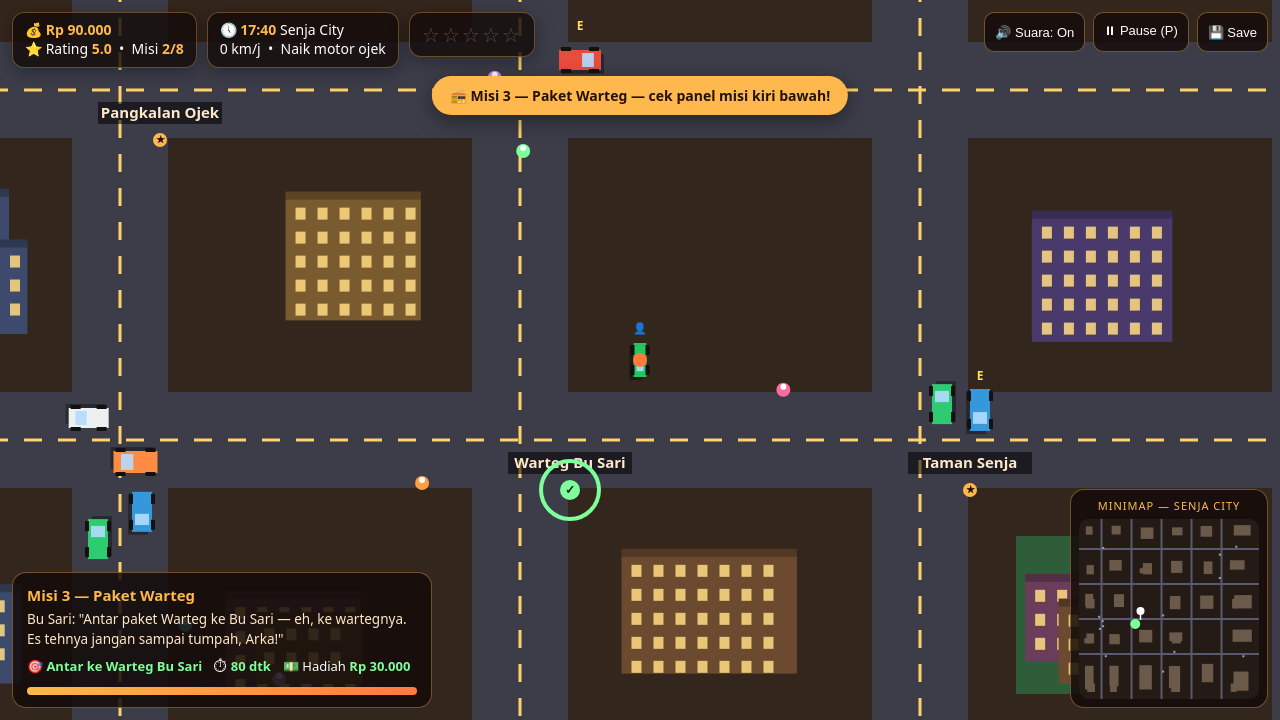 💰 Rp 90.000
⭐ Rating 5.0 • Misi 2/8
🕔 17:40 Senja City
0 km/j • Naik motor ojek
☆☆☆☆☆
E
🔊 Suara: On
⏸ Pause (P)
💾 Save
📻 Misi 3 — Paket Warteg — cek panel misi kiri bawah!
Pangkalan Ojek
E
Warteg Bu Sari
Taman Senja
MINIMAP — SENJA CITY
Misi 3 — Paket Warteg
Bu Sari: "Antar paket Warteg ke Bu Sari — eh, ke wartegnya.
Es tehnya jangan sampai tumpah, Arka!"
🎯 Antar ke Warteg Bu Sari ⏱ 80 dtk 💵 Hadiah Rp 30.000